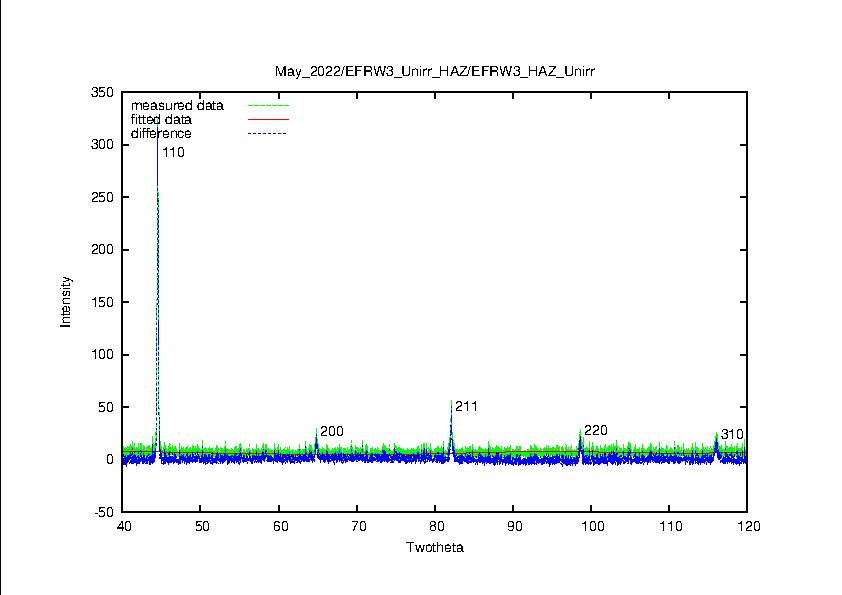 May_2022/EFRW3_Unirr_HAZ/EFRW3_HAZ_Unirr
350
measured data
fitted data
difference
300
110
250
200
Intensity
150
100
50
211
200
220
310
0
-50
40 50 60 70 80 90 100 110 120
Twotheta